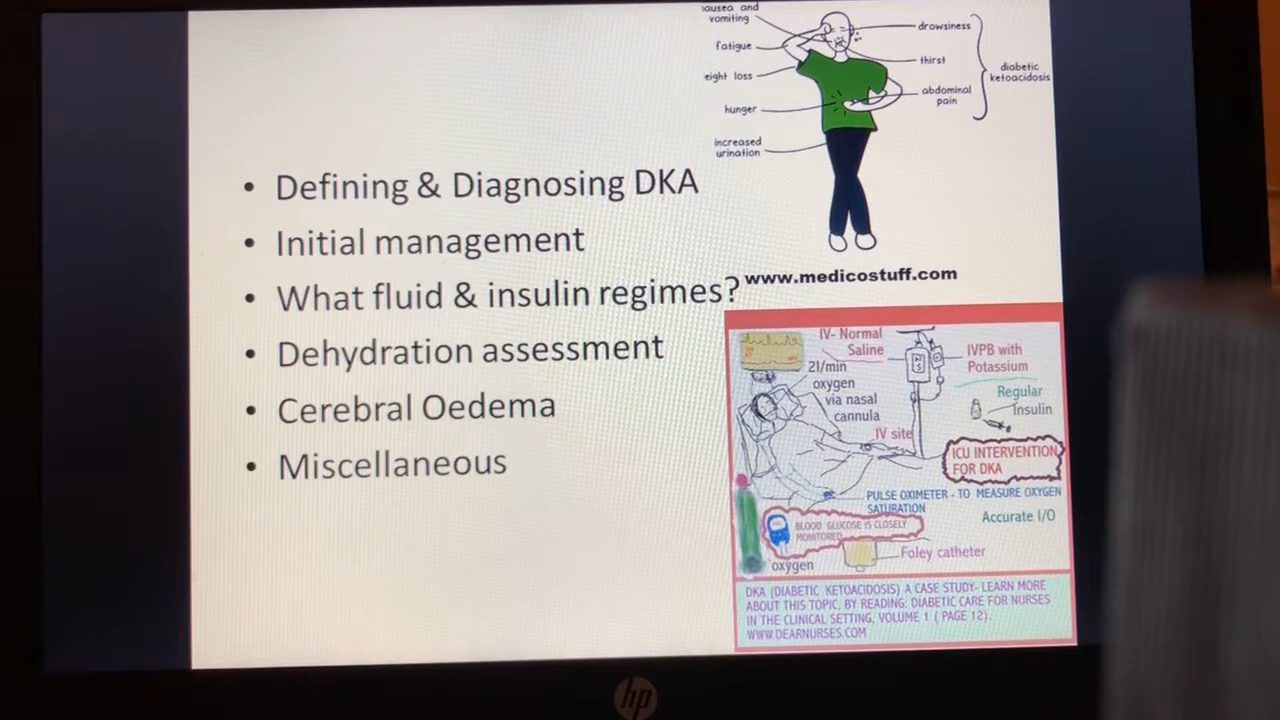 • Defining & Diagnosing DKA
• Initial management
• What fluid & insulin regimes?
• Dehydration assessment
• Cerebral Oedema
• Miscellaneous
ausea and
vomiting
fatigue
eight loss
hunger
increased
urination
drowsiness
thirst
abdominal
pain
diabetic
ketoacidosis
www.medicostuff.com
IV- Normal
Saline
2l/min
oxygen
via nasal
cannula
IV site
IVPB with
Potassium
Regular
Insulin
ICU INTERVENTION
FOR DKA
PULSE OXIMETER - TO MEASURE OXYGEN
SATURATION
Accurate I/O
BLOOD GLUCOSE IS CLOSELY
MONITORED
Foley catheter
oxygen
DKA (DIABETIC KETOACIDOSIS) A CASE STUDY- LEARN MORE
ABOUT THIS TOPIC, BY READING: DIABETIC CARE FOR NURSES
IN THE CLINICAL SETTING, VOLUME 1 ( PAGE 12).
WWW.DEARNURSES.COM
hp